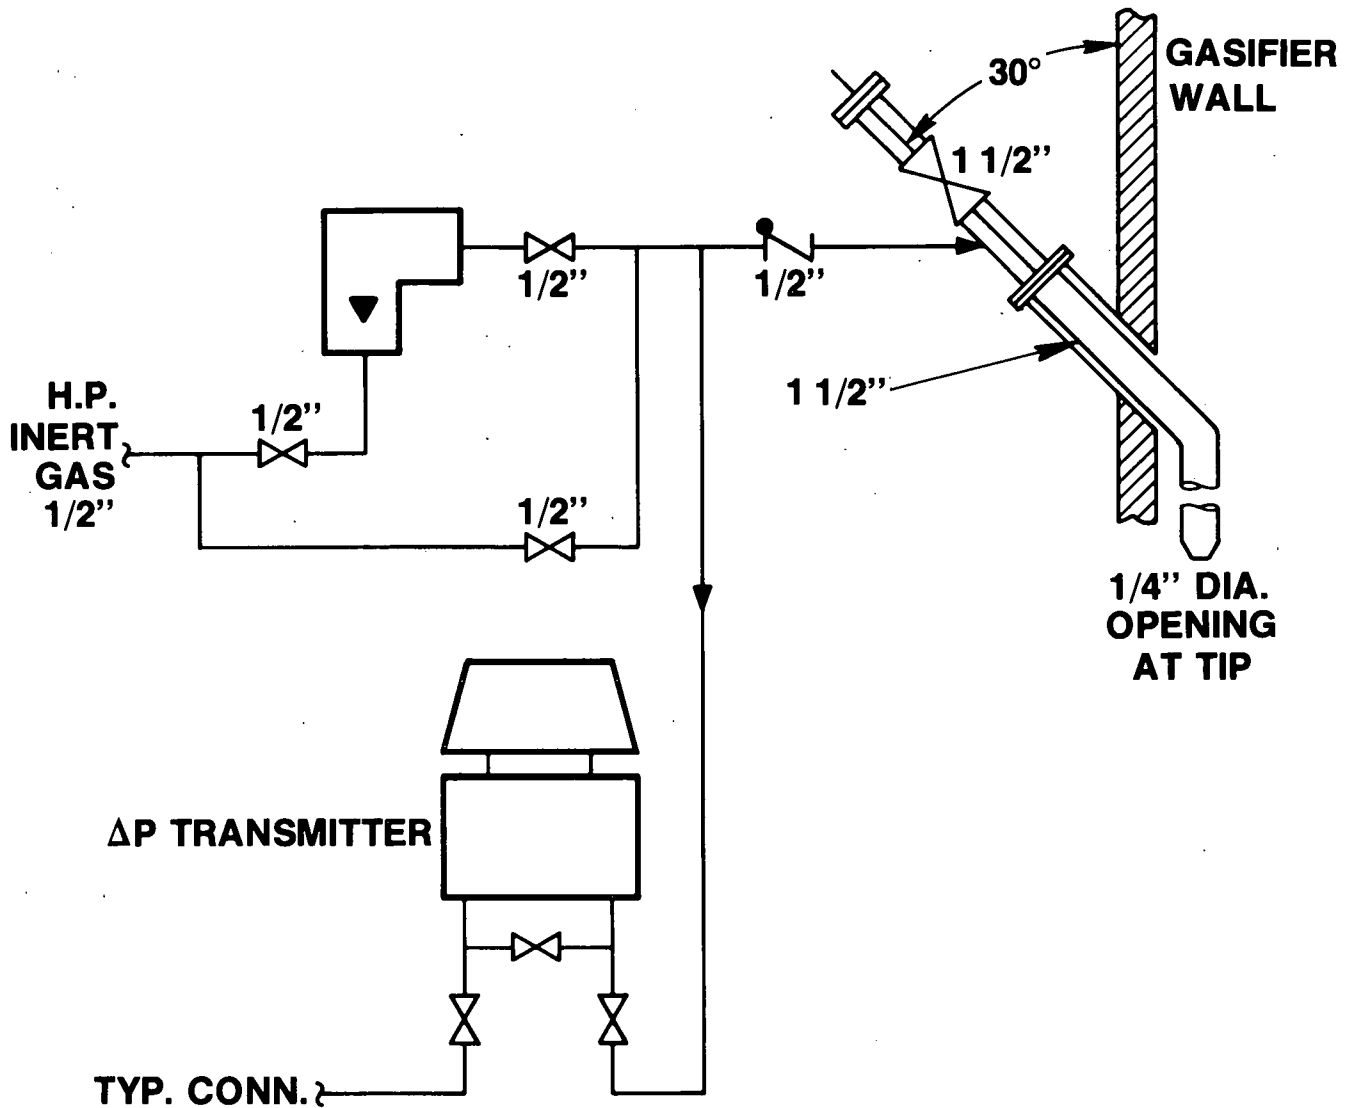 30°
GASIFIER
WALL
1 1/2"
1/2"
1/2"
1 1/2"
H.P.
INERT
GAS
1/2"
1/2"
1/2"
1/4" DIA.
OPENING
AT TIP
ΔP TRANSMITTER
TYP. CONN.